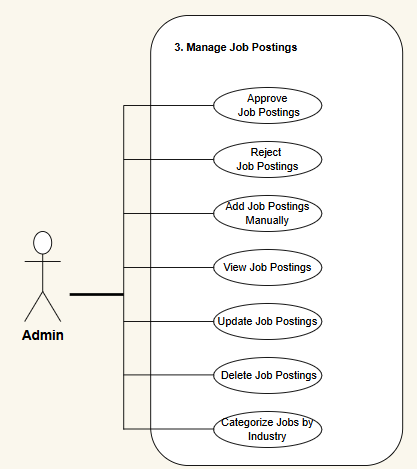 3. Manage Job Postings
Approve
Job Postings
Reject
Job Postings
Add Job Postings
Manually
View Job Postings
Update Job Postings
Delete Job Postings
Categorize Jobs by
Industry
Admin